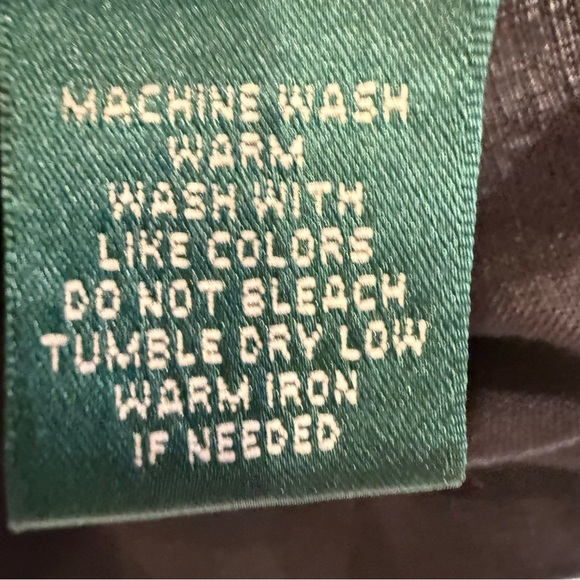 MACHINE WASH
WARM
WASH WITH
LIKE COLORS
DO NOT BLEACH
TUMBLE DRY LOW
WARM IRON
IF NEEDED